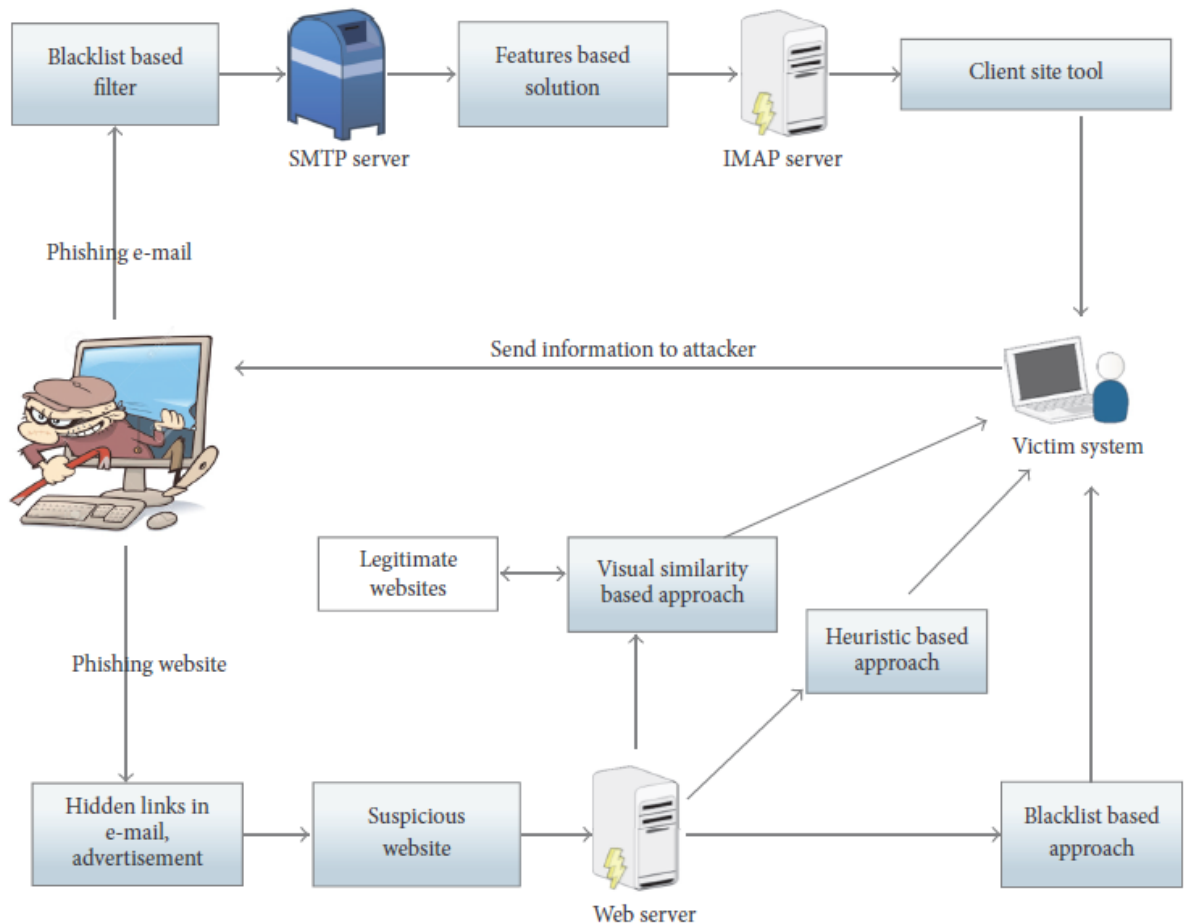 Blacklist based
filter
SMTP server
Features based
solution
IMAP server
Client site tool
Phishing e-mail
Send information to attacker
Victim system
Legitimate
websites
Visual similarity
based approach
Heuristic based
approach
Phishing website
Hidden links in
e-mail,
advertisement
Suspicious
website
Web server
Blacklist based
approach